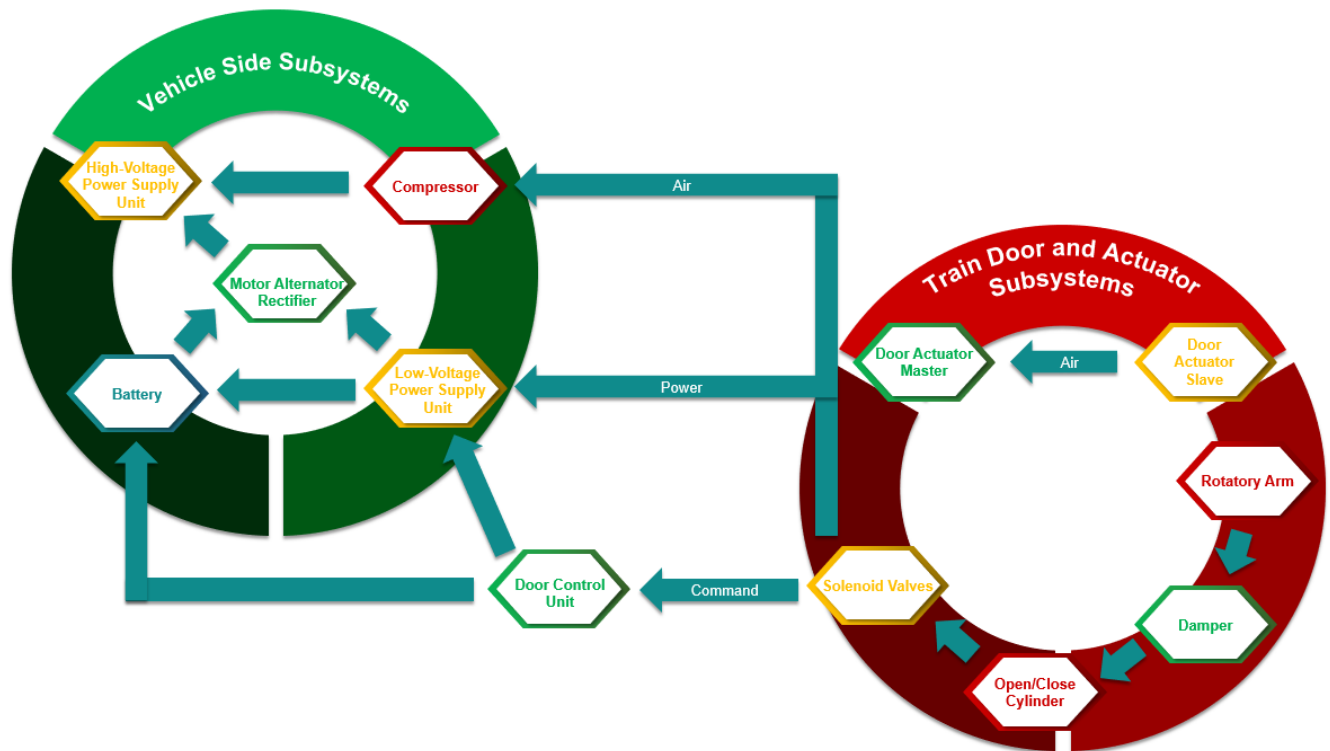 Vehicle Side Subsystems
High-Voltage
Power Supply
Unit
Compressor
Air
Motor Alternator
Rectifier
Train Door and Actuator
Subsystems
Door Actuator
Master
Air
Door
Actuator
Slave
Battery
Low-Voltage
Power Supply
Unit
Power
Rotatory Arm
Door Control
Unit
Command
Solenoid Valves
Damper
Open/Close
Cylinder